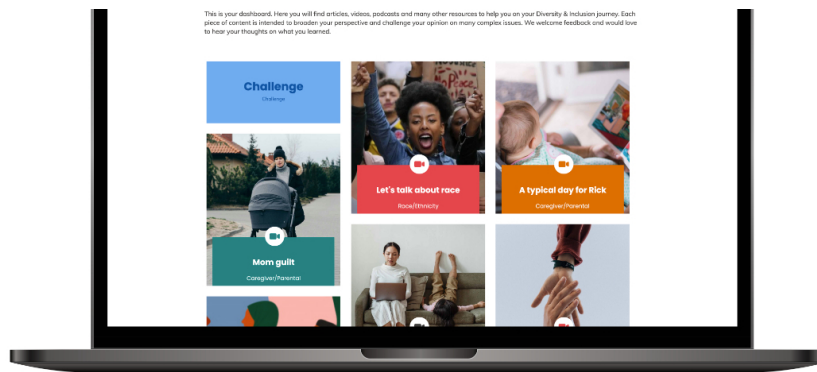 This is your dashboard. Here you will find articles, videos, podcasts and many other resources to help you on your Diversity & Inclusion journey. Each
piece of content is intended to broaden your perspective and challenge your opinion on many complex issues. We welcome feedback and would love
to hear your thoughts on what you learned.
Challenge
Challenge
Let's talk about race
Race/Ethnicity
A typical day for Rick
Caregiver/Parental
Mom guilt
Caregiver/Parental